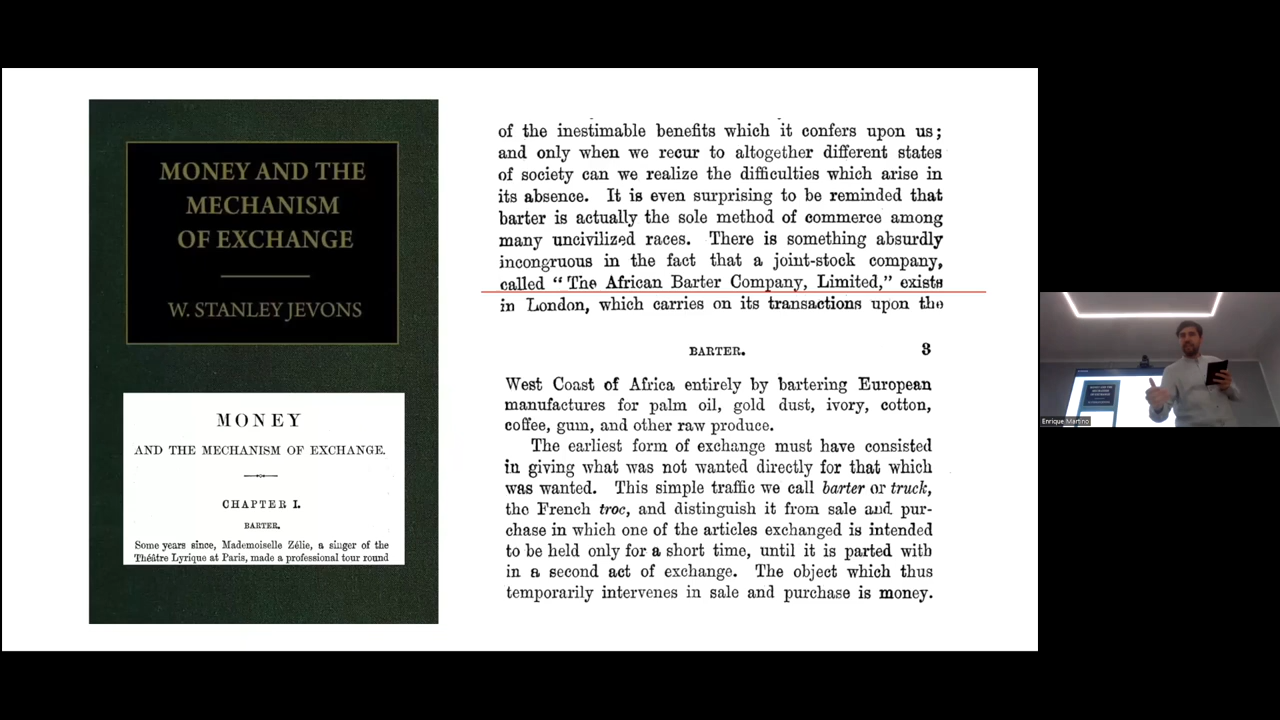 MONEY AND THE
MECHANISM
OF EXCHANGE
W. STANLEY JEVONS
MONEY
AND THE MECHANISM OF EXCHANGE.
CHAPTER I.
BARTER.
Some years since, Mademoiselle Zélie, a singer of the
Théâtre Lyrique at Paris, made a professional tour round
of the inestimable benefits which it confers upon us;
and only when we recur to altogether different states
of society can we realize the difficulties which arise in
its absence. It is even surprising to be reminded that
barter is actually the sole method of commerce among
many uncivilized races. There is something absurdly
incongruous in the fact that a joint-stock company,
called “The African Barter Company, Limited,” exists
in London, which carries on its transactions upon the
BARTER. 3
West Coast of Africa entirely by bartering European
manufactures for palm oil, gold dust, ivory, cotton,
coffee, gum, and other raw produce.
The earliest form of exchange must have consisted
in giving what was not wanted directly for that which
was wanted. This simple traffic we call barter or truck,
the French troc, and distinguish it from sale and pur-
chase in which one of the articles exchanged is intended
to be held only for a short time, until it is parted with
in a second act of exchange. The object which thus
temporarily intervenes in sale and purchase is money.
Enrique Martino